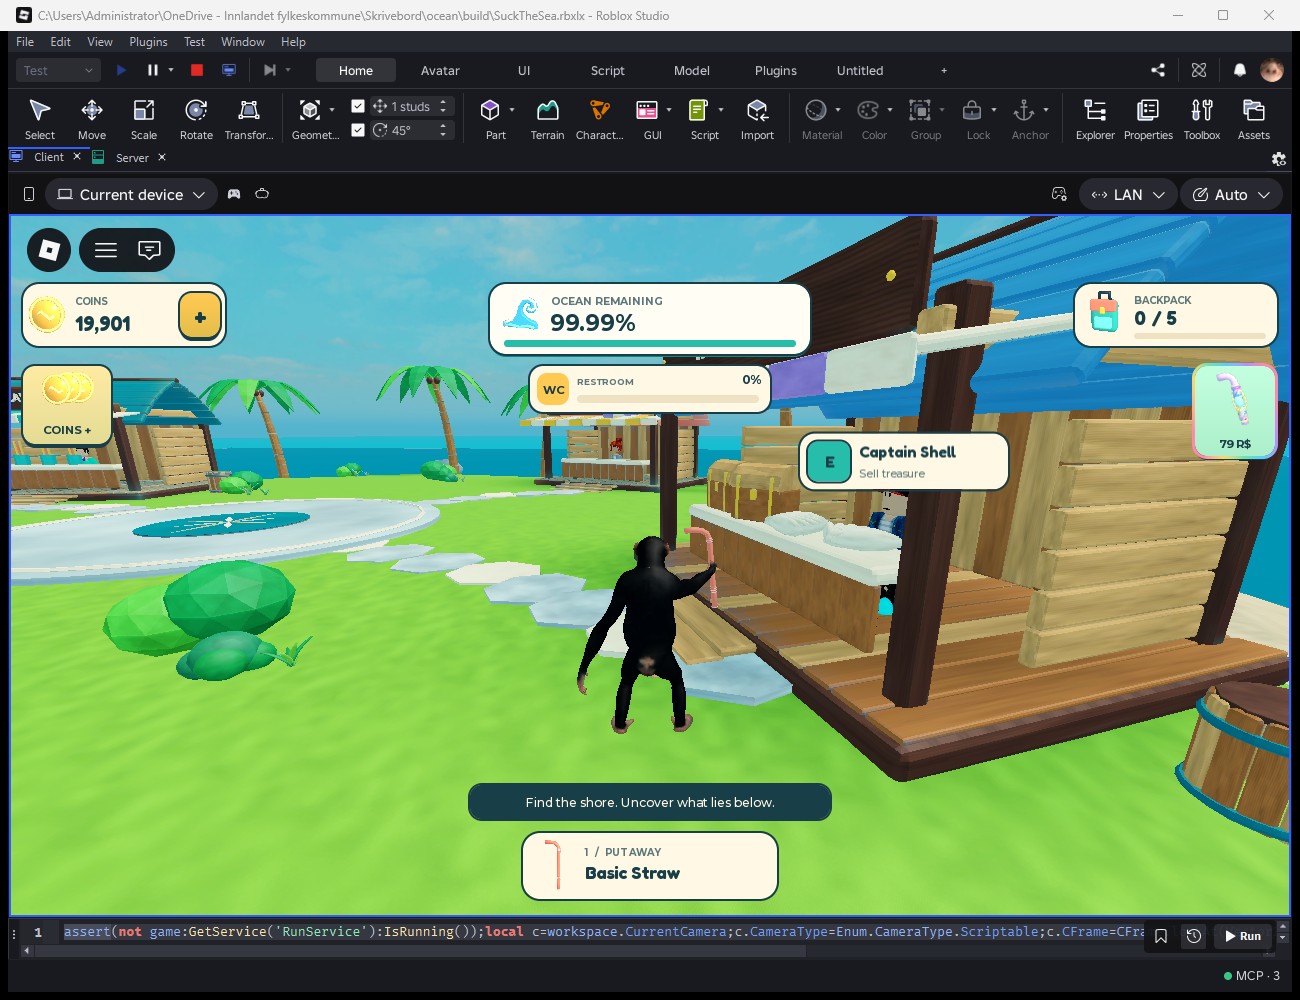 C:\Users\Administrator\OneDrive - Innlandet fylkeskommune\Skrivebord\ocean\build\SuckTheSea.rbxlx - Roblox Studio
File Edit View Plugins Test Window Help
Test Home Avatar UI Script Model Plugins Untitled +
1 studs
45°
Select Move Scale Rotate Transfor... Geomet... Part Terrain Charact... GUI Script Import Material Color Group Lock Anchor Explorer Properties Toolbox Assets
Client Server
Current device LAN Auto
COINS
19,901
+
OCEAN REMAINING
99.99%
BACKPACK
0 / 5
WC RESTROOM 0%
COINS +
79 R$
E Captain Shell
Sell treasure
Find the shore. Uncover what lies below.
1 / PUT AWAY
Basic Straw
1 assert(not game:GetService('RunService'):IsRunning());local c=workspace.CurrentCamera;c.CameraType=Enum.CameraType.Scriptable;c.CFrame=CFra
Run
MCP · 3